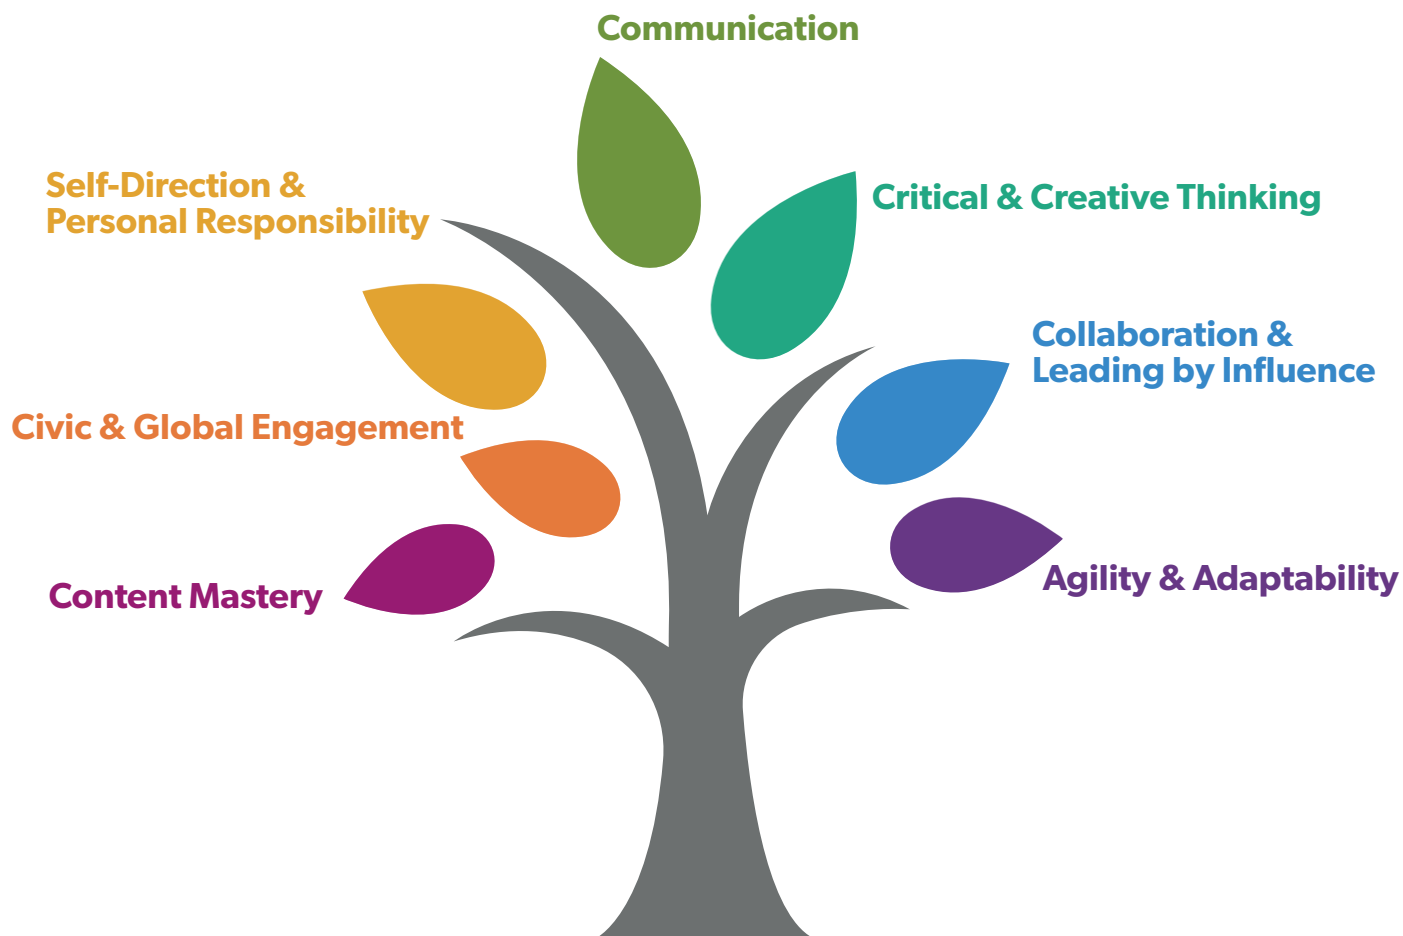 Communication
Self-Direction &
Personal Responsibility
Critical & Creative Thinking
Collaboration &
Leading by Influence
Civic & Global Engagement
Agility & Adaptability
Content Mastery